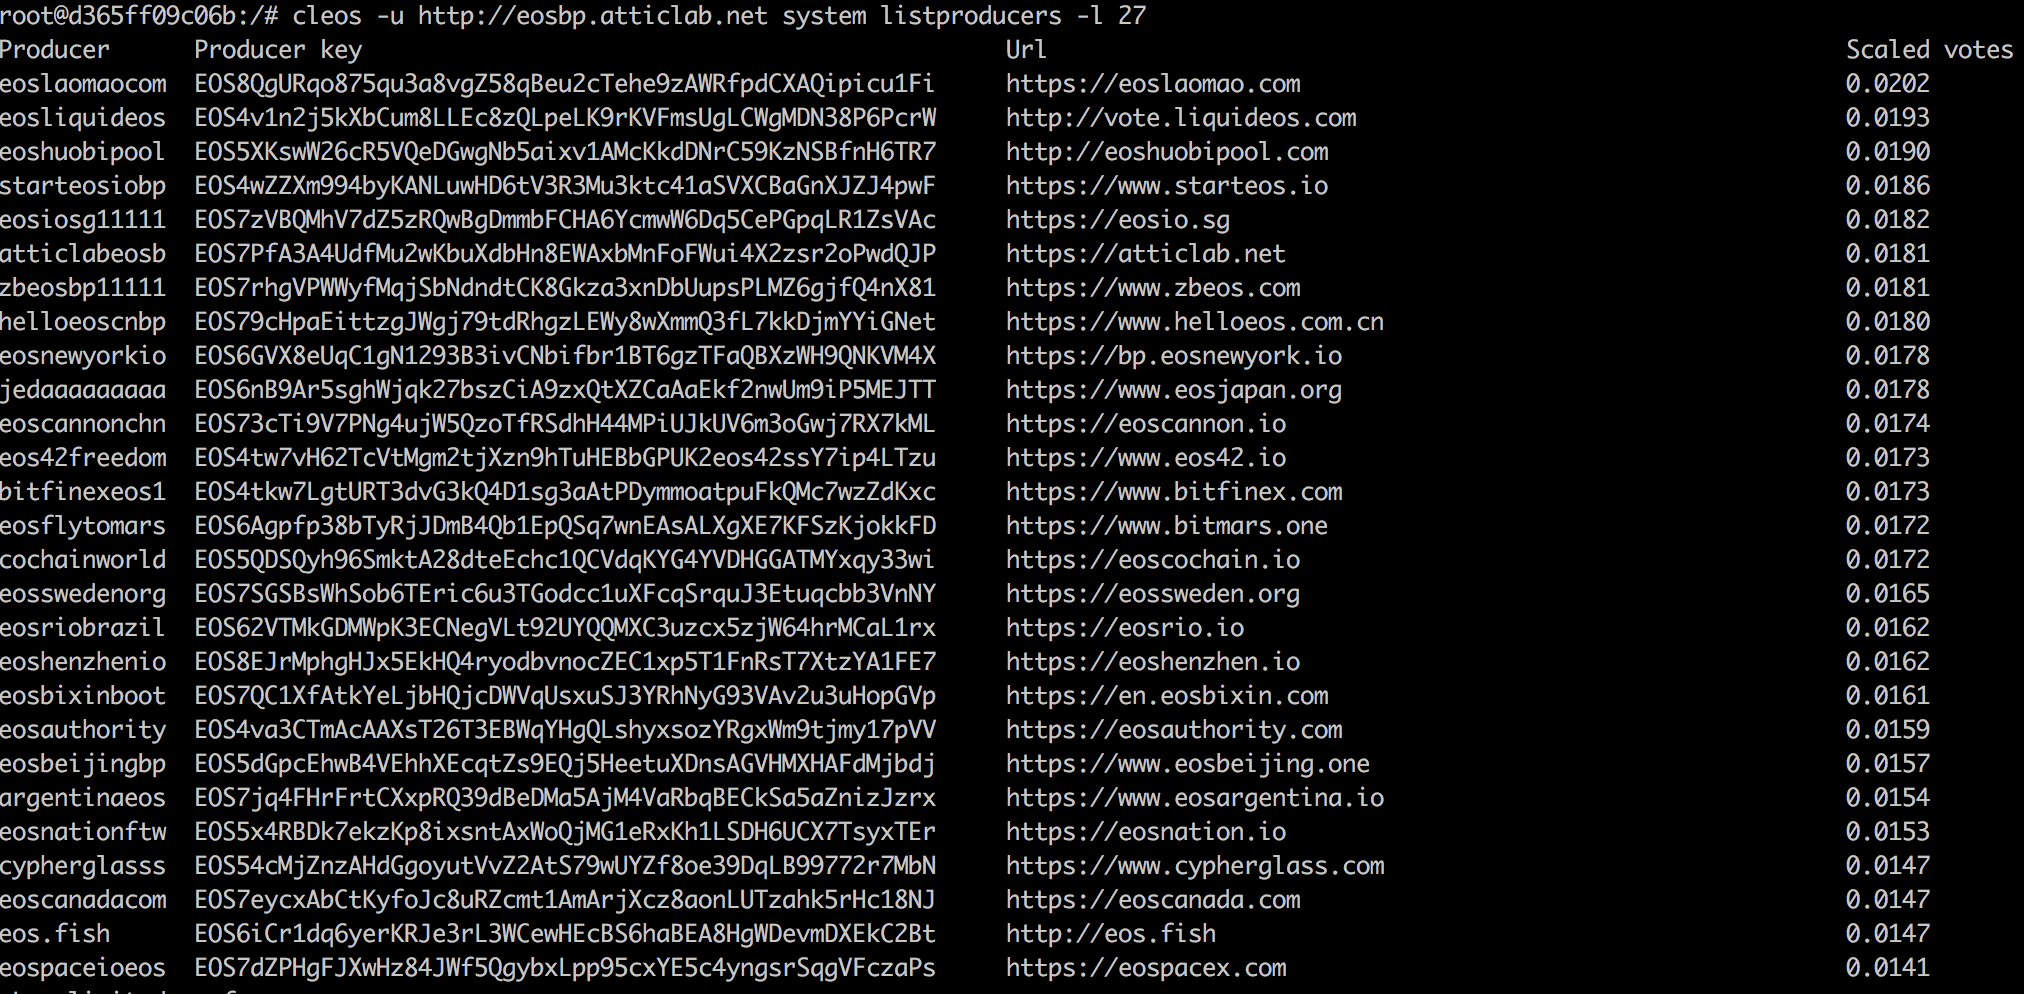 root@d365ff09c06b:/# cleos -u http://eosbp.atticlab.net system listproducers -l 27
Producer Producer key Url Scaled votes
eoslaomaocom EOS8QgURqo875qu3a8vgZ58qBeu2cTehe9zAWRfpdCXAQipicu1Fi https://eoslaomao.com 0.0202
eosliquideos EOS4v1n2j5kXbCum8LLEc8zQLpeLK9rKVFmsUgLCWgMDN38P6PcrW http://vote.liquideos.com 0.0193
eoshuobipool EOS5XKswW26cR5VQeDGwgNb5aixv1AMcKkdDNrC59KzNSBfnH6TR7 http://eoshuobipool.com 0.0190
starteosiobp EOS4wZZXm994byKANLuwHD6tV3R3Mu3ktc41aSVXCBaGnXJZJ4pwF https://www.starteos.io 0.0186
eosiosg11111 EOS7zVBQMhV7dZ5zRQwBgDmmbFCHA6YcmwW6Dq5CePGpqLR1ZsVAc https://eosio.sg 0.0182
atticlabeosb EOS7PfA3A4UdfMu2wKbuXdbHn8EWAxbMnFoFWui4X2zsr2oPwdQJP https://atticlab.net 0.0181
zbeosbp11111 EOS7rhgVPWWyfMqjSbNdndtCK8Gkza3xnDbUupsPLMZ6gjfQ4nX81 https://www.zbeos.com 0.0181
helloeoscnbp EOS79cHpaEittzgJWgj79tdRhgzLEWy8wXmmQ3fL7kkDjmYYiGNet https://www.helloeos.com.cn 0.0180
eosnewyorkio EOS6GVX8eUqC1gN1293B3ivCNbifbr1BT6gzTFaQBXzWH9QNKVM4X https://bp.eosnewyork.io 0.0178
jedaaaaaaaaa EOS6nB9Ar5sghWjqk27bszCiA9zxQtXZCaAaEkf2nwUm9iP5MEJTT https://www.eosjapan.org 0.0178
eoscannonchn EOS73cTi9V7PNg4ujW5QzoTfRSdhH44MPiUJkUV6m3oGwj7RX7kML https://eoscannon.io 0.0174
eos42freedom EOS4tw7vH62TcVtMgm2tjXzn9hTuHEBbGPUK2eos42ssY7ip4LTzu https://www.eos42.io 0.0173
bitfinexeos1 EOS4tkw7LgtURT3dvG3kQ4D1sg3aAtPDymmoatpuFkQMc7wzZdKxc https://www.bitfinex.com 0.0173
eosflytomars EOS6Agpfp38bTyRjJDmB4Qb1EpQSq7wnEAsALXgXE7KFSzKjokkFD https://www.bitmars.one 0.0172
cochainworld EOS5QDSQyh96SmktA28dteEchc1QCVdqKYG4YVDHGGATMYxqy33wi https://eoscochain.io 0.0172
eosswedenorg EOS7SGSBsWhSob6TEric6u3TGodcc1uXFcqSrquJ3Etuqcbb3VnNY https://eossweden.org 0.0165
eosriobrazil EOS62VTMkGDMWpK3ECNegVLt92UYQQMXC3uzcx5zjW64hrMCaL1rx https://eosrio.io 0.0162
eoshenzhenio EOS8EJrMphgHJx5EkHQ4ryodbvnocZEC1xp5T1FnRsT7XtzYA1FE7 https://eoshenzhen.io 0.0162
eosbixinboot EOS7QC1XfAtkYeLjbHQjcDWVqUsxuSJ3YRhNyG93VAv2u3uHopGVp https://en.eosbixin.com 0.0161
eosauthority EOS4va3CTmAcAAXsT26T3EBWqYHgQLshyxsozYRgxWm9tjmy17pVV https://eosauthority.com 0.0159
eosbeijingbp EOS5dGpcEhwB4VEhhXEcqtZs9EQj5HeetuXDnsAGVHMXHAFdMjbdj https://www.eosbeijing.one 0.0157
argentinaeos EOS7jq4FHrFrtCXxpRQ39dBeDMa5AjM4VaRbqBECkSa5aZnizJzrx https://www.eosargentina.io 0.0154
eosnationftw EOS5x4RBDk7ekzKp8ixsntAxWoQjMG1eRxKh1LSDH6UCX7TsyxTEr https://eosnation.io 0.0153
cypherglasss EOS54cMjZnzAHdGgoyutVvZ2AtS79wUYZf8oe39DqLB99772r7MbN https://www.cypherglass.com 0.0147
eoscanadacom EOS7eycxAbCtKyfoJc8uRZcmt1AmArjXcz8aonLUTzahk5rHc18NJ https://eoscanada.com 0.0147
eos.fish EOS6iCr1dq6yerKRJe3rL3WCewHEcBS6haBEA8HgWDevmDXEkC2Bt http://eos.fish 0.0147
eospaceioeos EOS7dZPHgFJXwHz84JWf5QgybxLpp95cxYE5c4yngsrSqgVFczaPs https://eospacex.com 0.0141